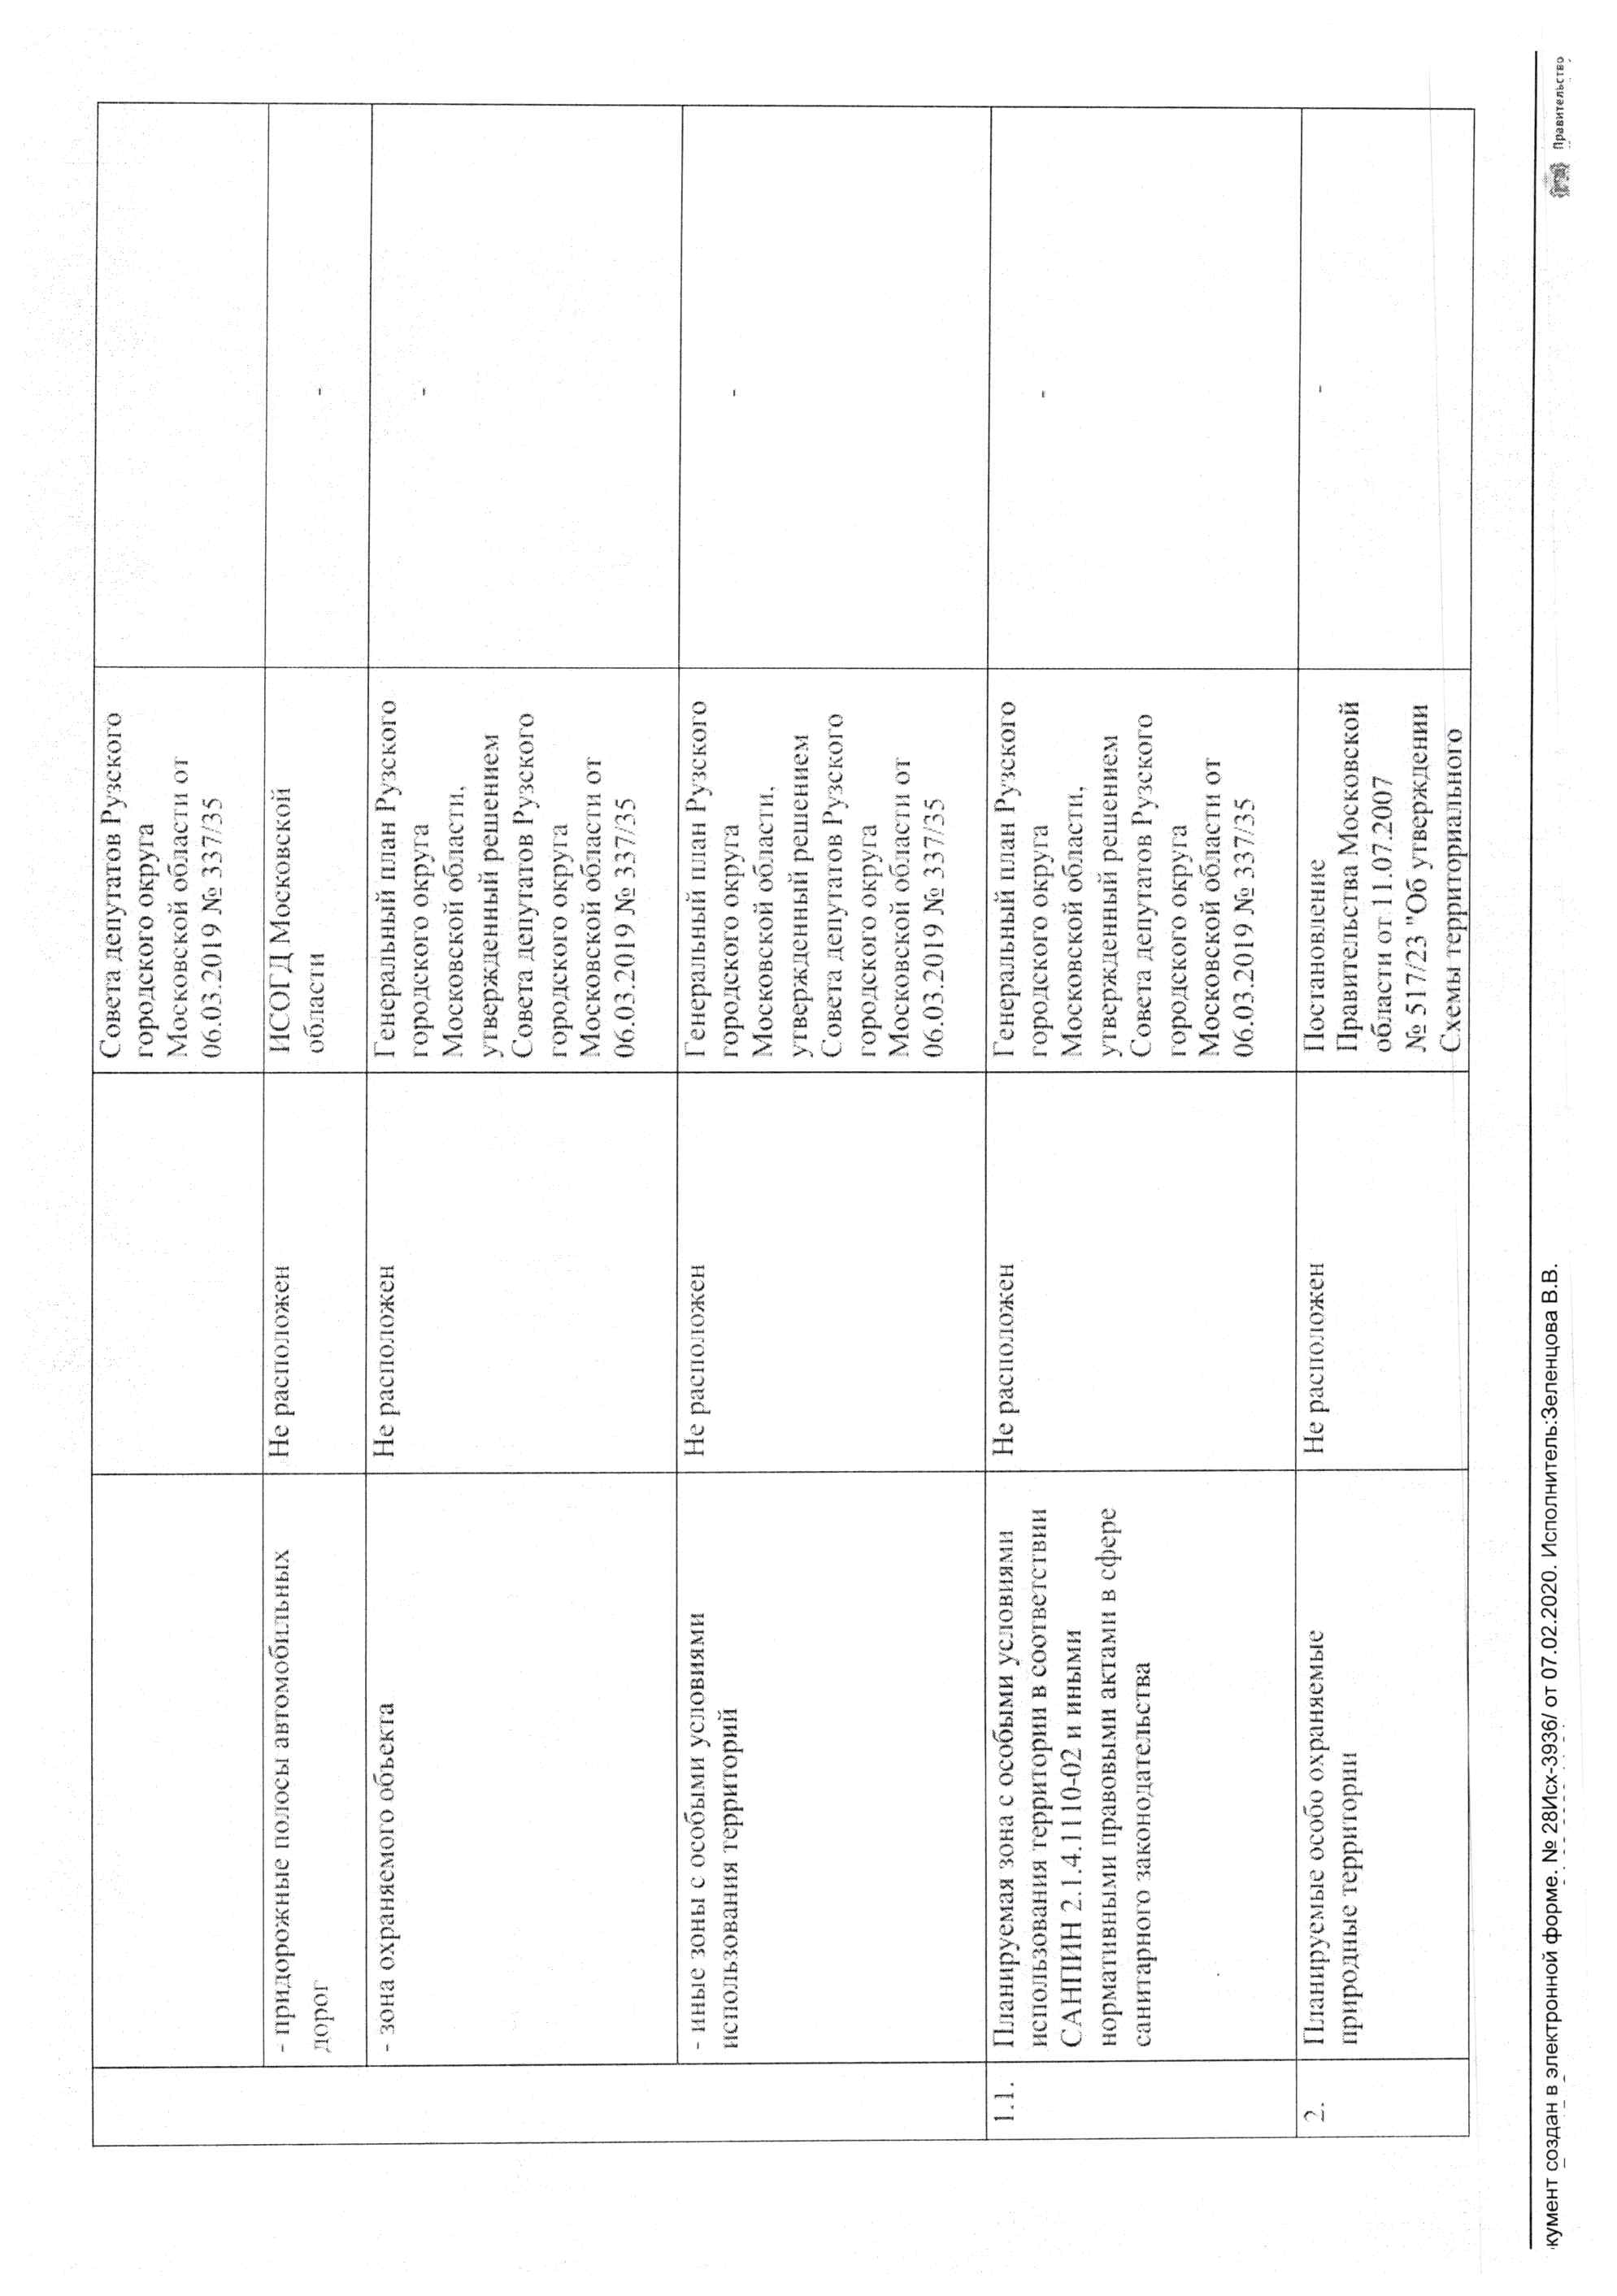 Совета депутатов Рузского
городского округа
Московской области от
06.03.2019 № 337/35
- придорожные полосы автомобильных
дорог
Не расположен
ИСОГД Московской
области
-
- зона охраняемого объекта
Не расположен
Генеральный план Рузского
городского округа
Московской области,
утвержденный решением
Совета депутатов Рузского
городского округа
Московской области от
06.03.2019 № 337/35
-
- иные зоны с особыми условиями
использования территорий
Не расположен
Генеральный план Рузского
городского округа
Московской области,
утвержденный решением
Совета депутатов Рузского
городского округа
Московской области от
06.03.2019 № 337/35
-
1.1.
Планируемая зона с особыми условиями
использования территории в соответствии
САНПИН 2.1.4.1110-02 и иными
нормативными правовыми актами в сфере
санитарного законодательства
Не расположен
Генеральный план Рузского
городского округа
Московской области,
утвержденный решением
Совета депутатов Рузского
городского округа
Московской области от
06.03.2019 № 337/35
-
2.
Планируемые особо охраняемые
природные территории
Не расположен
Постановление
Правительства Московской
области от 11.07.2007
№ 517/23 "Об утверждении
Схемы территориального
-
кумент создан в электронной форме. № 28Исх-3936/ от 07.02.2020. Исполнитель:Зеленцова В.В.
Правительство